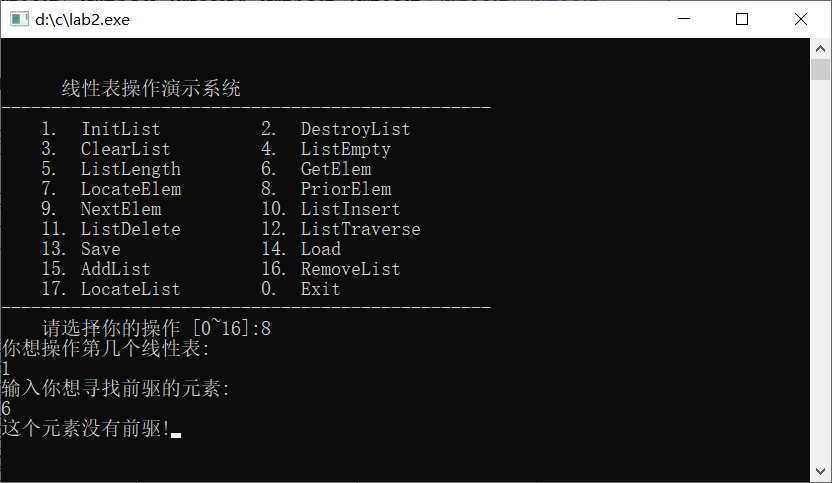 d:\c\lab2.exe
线性表操作演示系统
-------------------------------------------------
1. InitList 2. DestroyList
3. ClearList 4. ListEmpty
5. ListLength 6. GetElem
7. LocateElem 8. PriorElem
9. NextElem 10. ListInsert
11. ListDelete 12. ListTraverse
13. Save 14. Load
15. AddList 16. RemoveList
17. LocateList 0. Exit
-------------------------------------------------
请选择你的操作 [0~16]:8
你想操作第几个线性表:
1
输入你想寻找前驱的元素:
6
这个元素没有前驱!